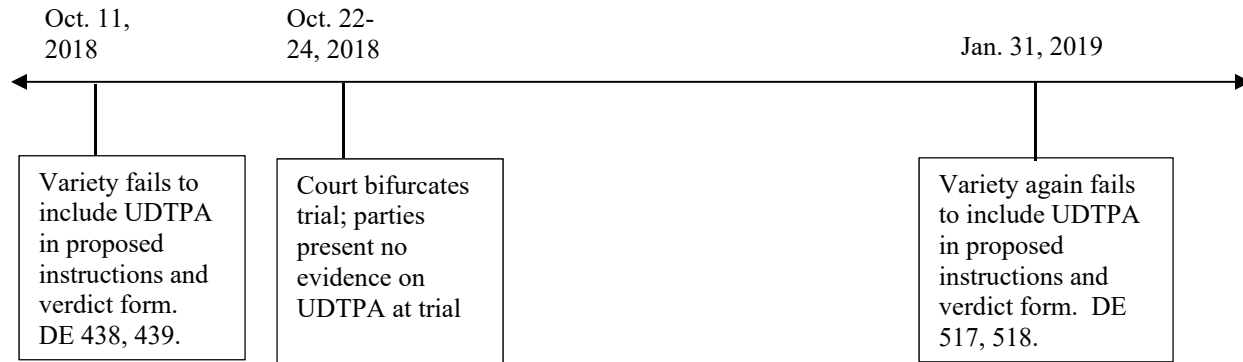 Oct. 11,
2018
Oct. 22-
24, 2018
Jan. 31, 2019
Variety fails to
include UDTPA
in proposed
instructions and
verdict form.
DE 438, 439.
Court bifurcates
trial; parties
present no
evidence on
UDTPA at trial
Variety again fails
to include UDTPA
in proposed
instructions and
verdict form.  DE
517, 518.